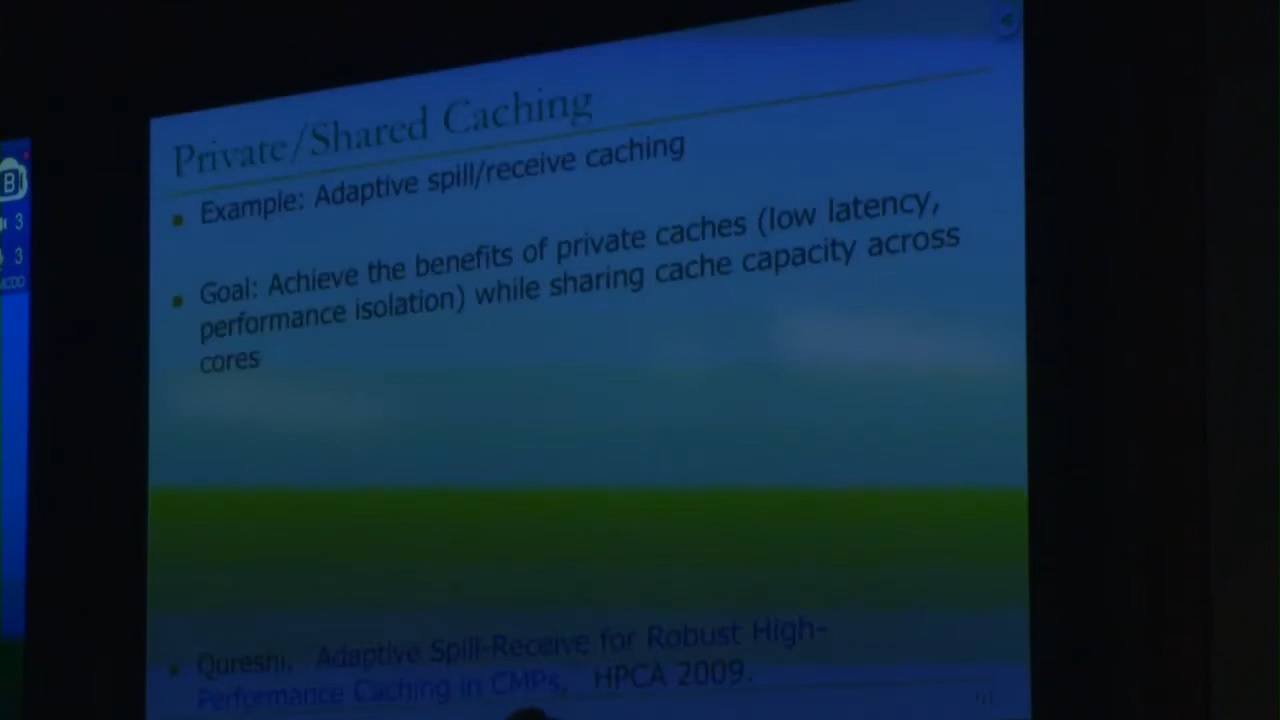 Private/Shared Caching
Example: Adaptive spill/receive caching
Goal: Achieve the benefits of private caches (low latency,
performance isolation) while sharing cache capacity across
cores
Qureshi, Adaptive Spill-Receive for Robust High-
Performance Caching in CMPs, HPCA 2009.
B
3
3